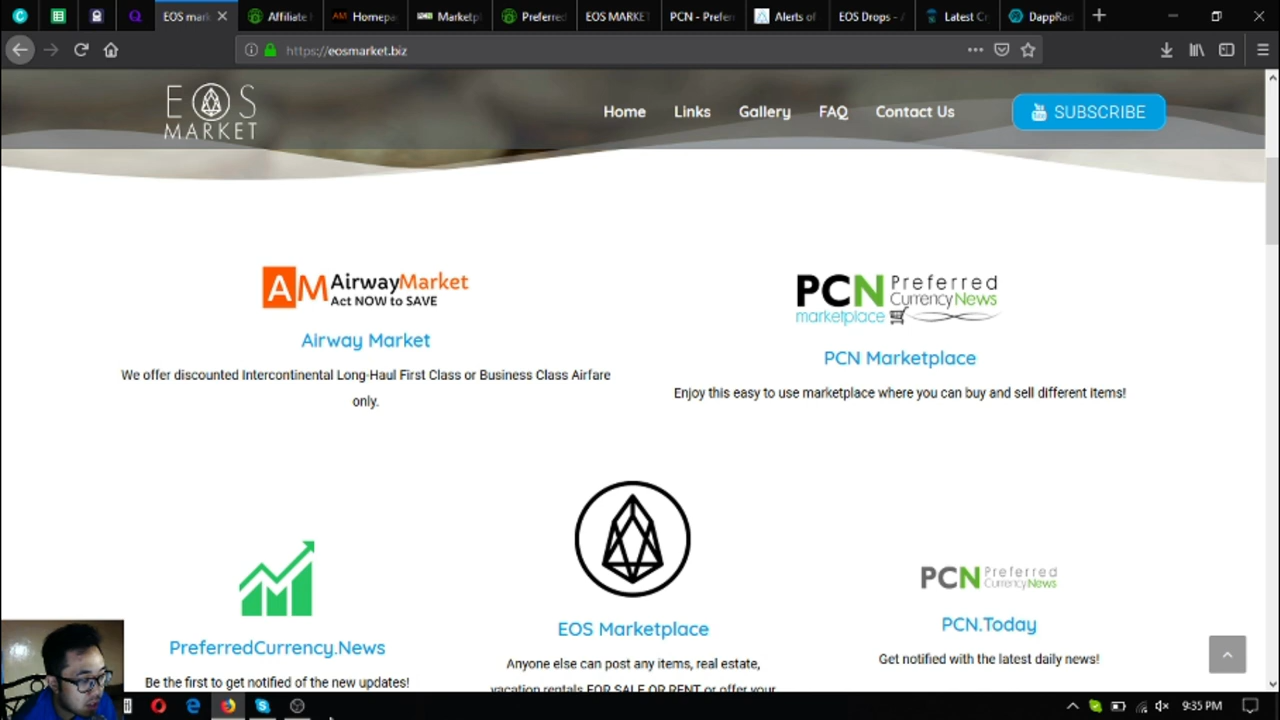 EOS mark
Affiliate
Homepa
Marketp
Preferred
EOS MARKET
PCN - Prefer
Alerts of
EOS Drops -
Latest Cr
DappRad
https://eosmarket.biz
EOS
MARKET
Home
Links
Gallery
FAQ
Contact Us
SUBSCRIBE
AM AirwayMarket
Act NOW to SAVE
Airway Market
We offer discounted Intercontinental Long-Haul First Class or Business Class Airfare
only.
PCN Preferred
Currency News
marketplace
PCN Marketplace
Enjoy this easy to use marketplace where you can buy and sell different items!
PreferredCurrency.News
Be the first to get notified of the new updates!
EOS Marketplace
Anyone else can post any items, real estate,
vacation rentals FOR SALE OR RENT or offer your
PCN Preferred
Currency News
PCN.Today
Get notified with the latest daily news!
9:35 PM